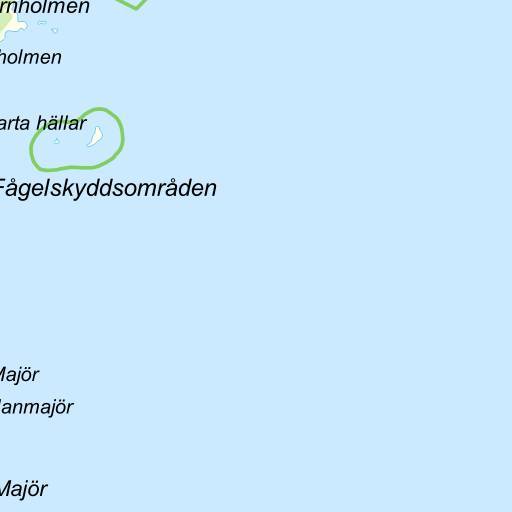 rnholmen
holmen
arta hällar
Fågelskyddsområden
Majör
lanmajör
Majör